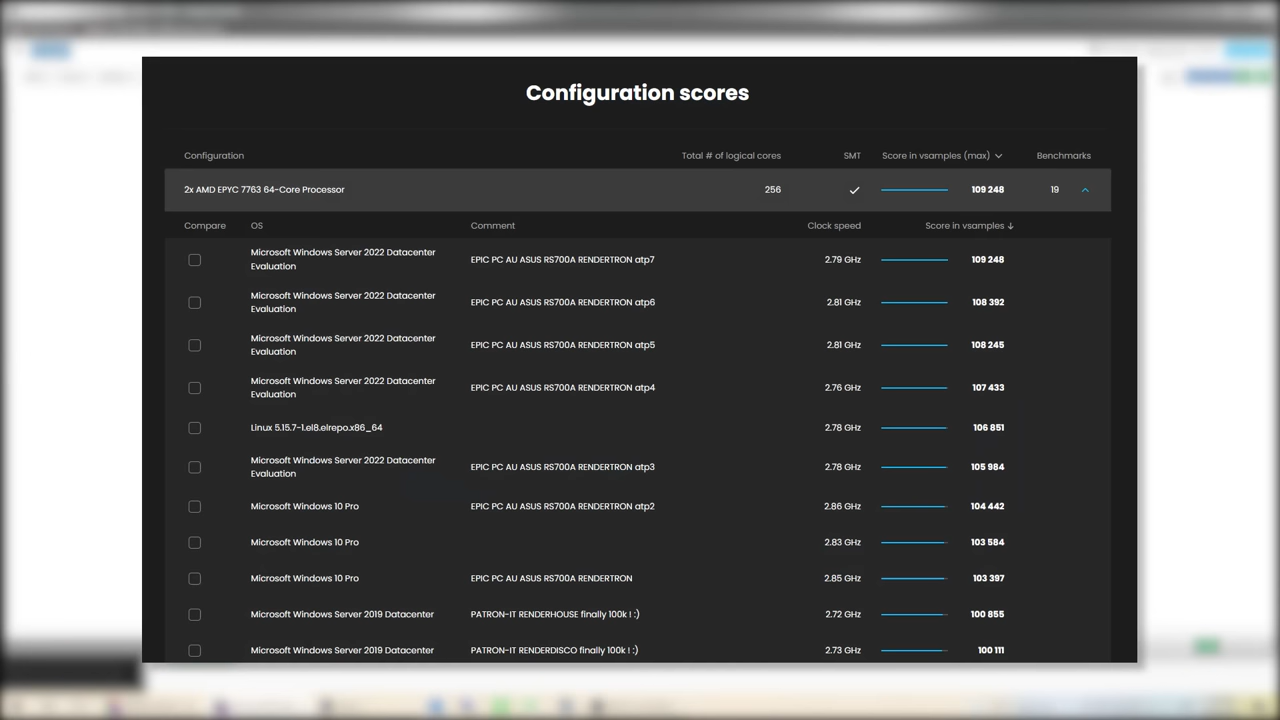 Configuration scores
Configuration Total # of logical cores SMT Score in vsamples (max) Benchmarks
2x AMD EPYC 7763 64-Core Processor 256 109 248 19
Compare OS Comment Clock speed Score in vsamples ↓
Microsoft Windows Server 2022 Datacenter
Evaluation EPIC PC AU ASUS RS700A RENDERTRON atp7 2.79 GHz 109 248
Microsoft Windows Server 2022 Datacenter
Evaluation EPIC PC AU ASUS RS700A RENDERTRON atp6 2.81 GHz 108 392
Microsoft Windows Server 2022 Datacenter
Evaluation EPIC PC AU ASUS RS700A RENDERTRON atp5 2.81 GHz 108 245
Microsoft Windows Server 2022 Datacenter
Evaluation EPIC PC AU ASUS RS700A RENDERTRON atp4 2.76 GHz 107 433
Linux 5.15.7-1.el8.elrepo.x86_64 2.78 GHz 106 851
Microsoft Windows Server 2022 Datacenter
Evaluation EPIC PC AU ASUS RS700A RENDERTRON atp3 2.78 GHz 105 984
Microsoft Windows 10 Pro EPIC PC AU ASUS RS700A RENDERTRON atp2 2.86 GHz 104 442
Microsoft Windows 10 Pro 2.83 GHz 103 584
Microsoft Windows 10 Pro EPIC PC AU ASUS RS700A RENDERTRON 2.85 GHz 103 397
Microsoft Windows Server 2019 Datacenter PATRON-IT RENDERHOUSE finally 100k ! :) 2.72 GHz 100 855
Microsoft Windows Server 2019 Datacenter PATRON-IT RENDERDISCO finally 100k ! :) 2.73 GHz 100 111